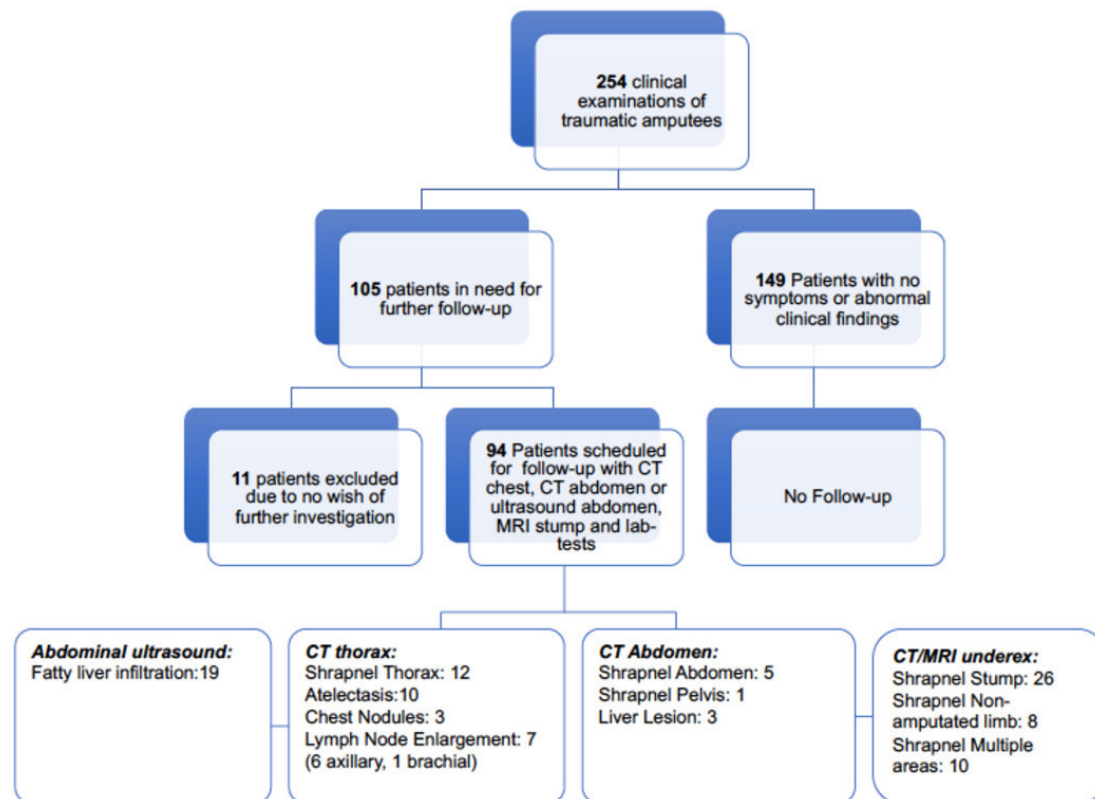 254 clinical
examinations of
traumatic amputees
105 patients in need for
further follow-up
149 Patients with no
symptoms or abnormal
clinical findings
11 patients excluded
due to no wish of
further investigation
94 Patients scheduled
for follow-up with CT
chest, CT abdomen or
ultrasound abdomen,
MRI stump and lab-
tests
No Follow-up
Abdominal ultrasound:
Fatty liver infiltration:19
CT thorax:
Shrapnel Thorax: 12
Atelectasis:10
Chest Nodules: 3
Lymph Node Enlargement: 7
(6 axillary, 1 brachial)
CT Abdomen:
Shrapnel Abdomen: 5
Shrapnel Pelvis: 1
Liver Lesion: 3
CT/MRI underex:
Shrapnel Stump: 26
Shrapnel Non-
amputated limb: 8
Shrapnel Multiple
areas: 10